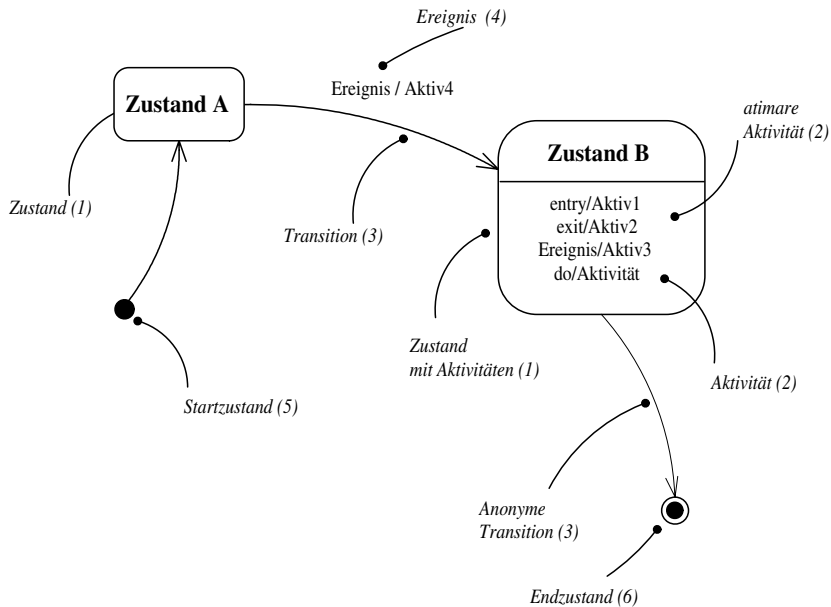 Ereignis (4)
Ereignis / Aktiv4
Zustand A
atimare
Aktivität (2)
Zustand B
Zustand (1)
entry/Aktiv1
exit/Aktiv2
Ereignis/Aktiv3
do/Aktivität
Transition (3)
Zustand
mit Aktivitäten (1)
Aktivität (2)
Startzustand (5)
Anonyme
Transition (3)
Endzustand (6)